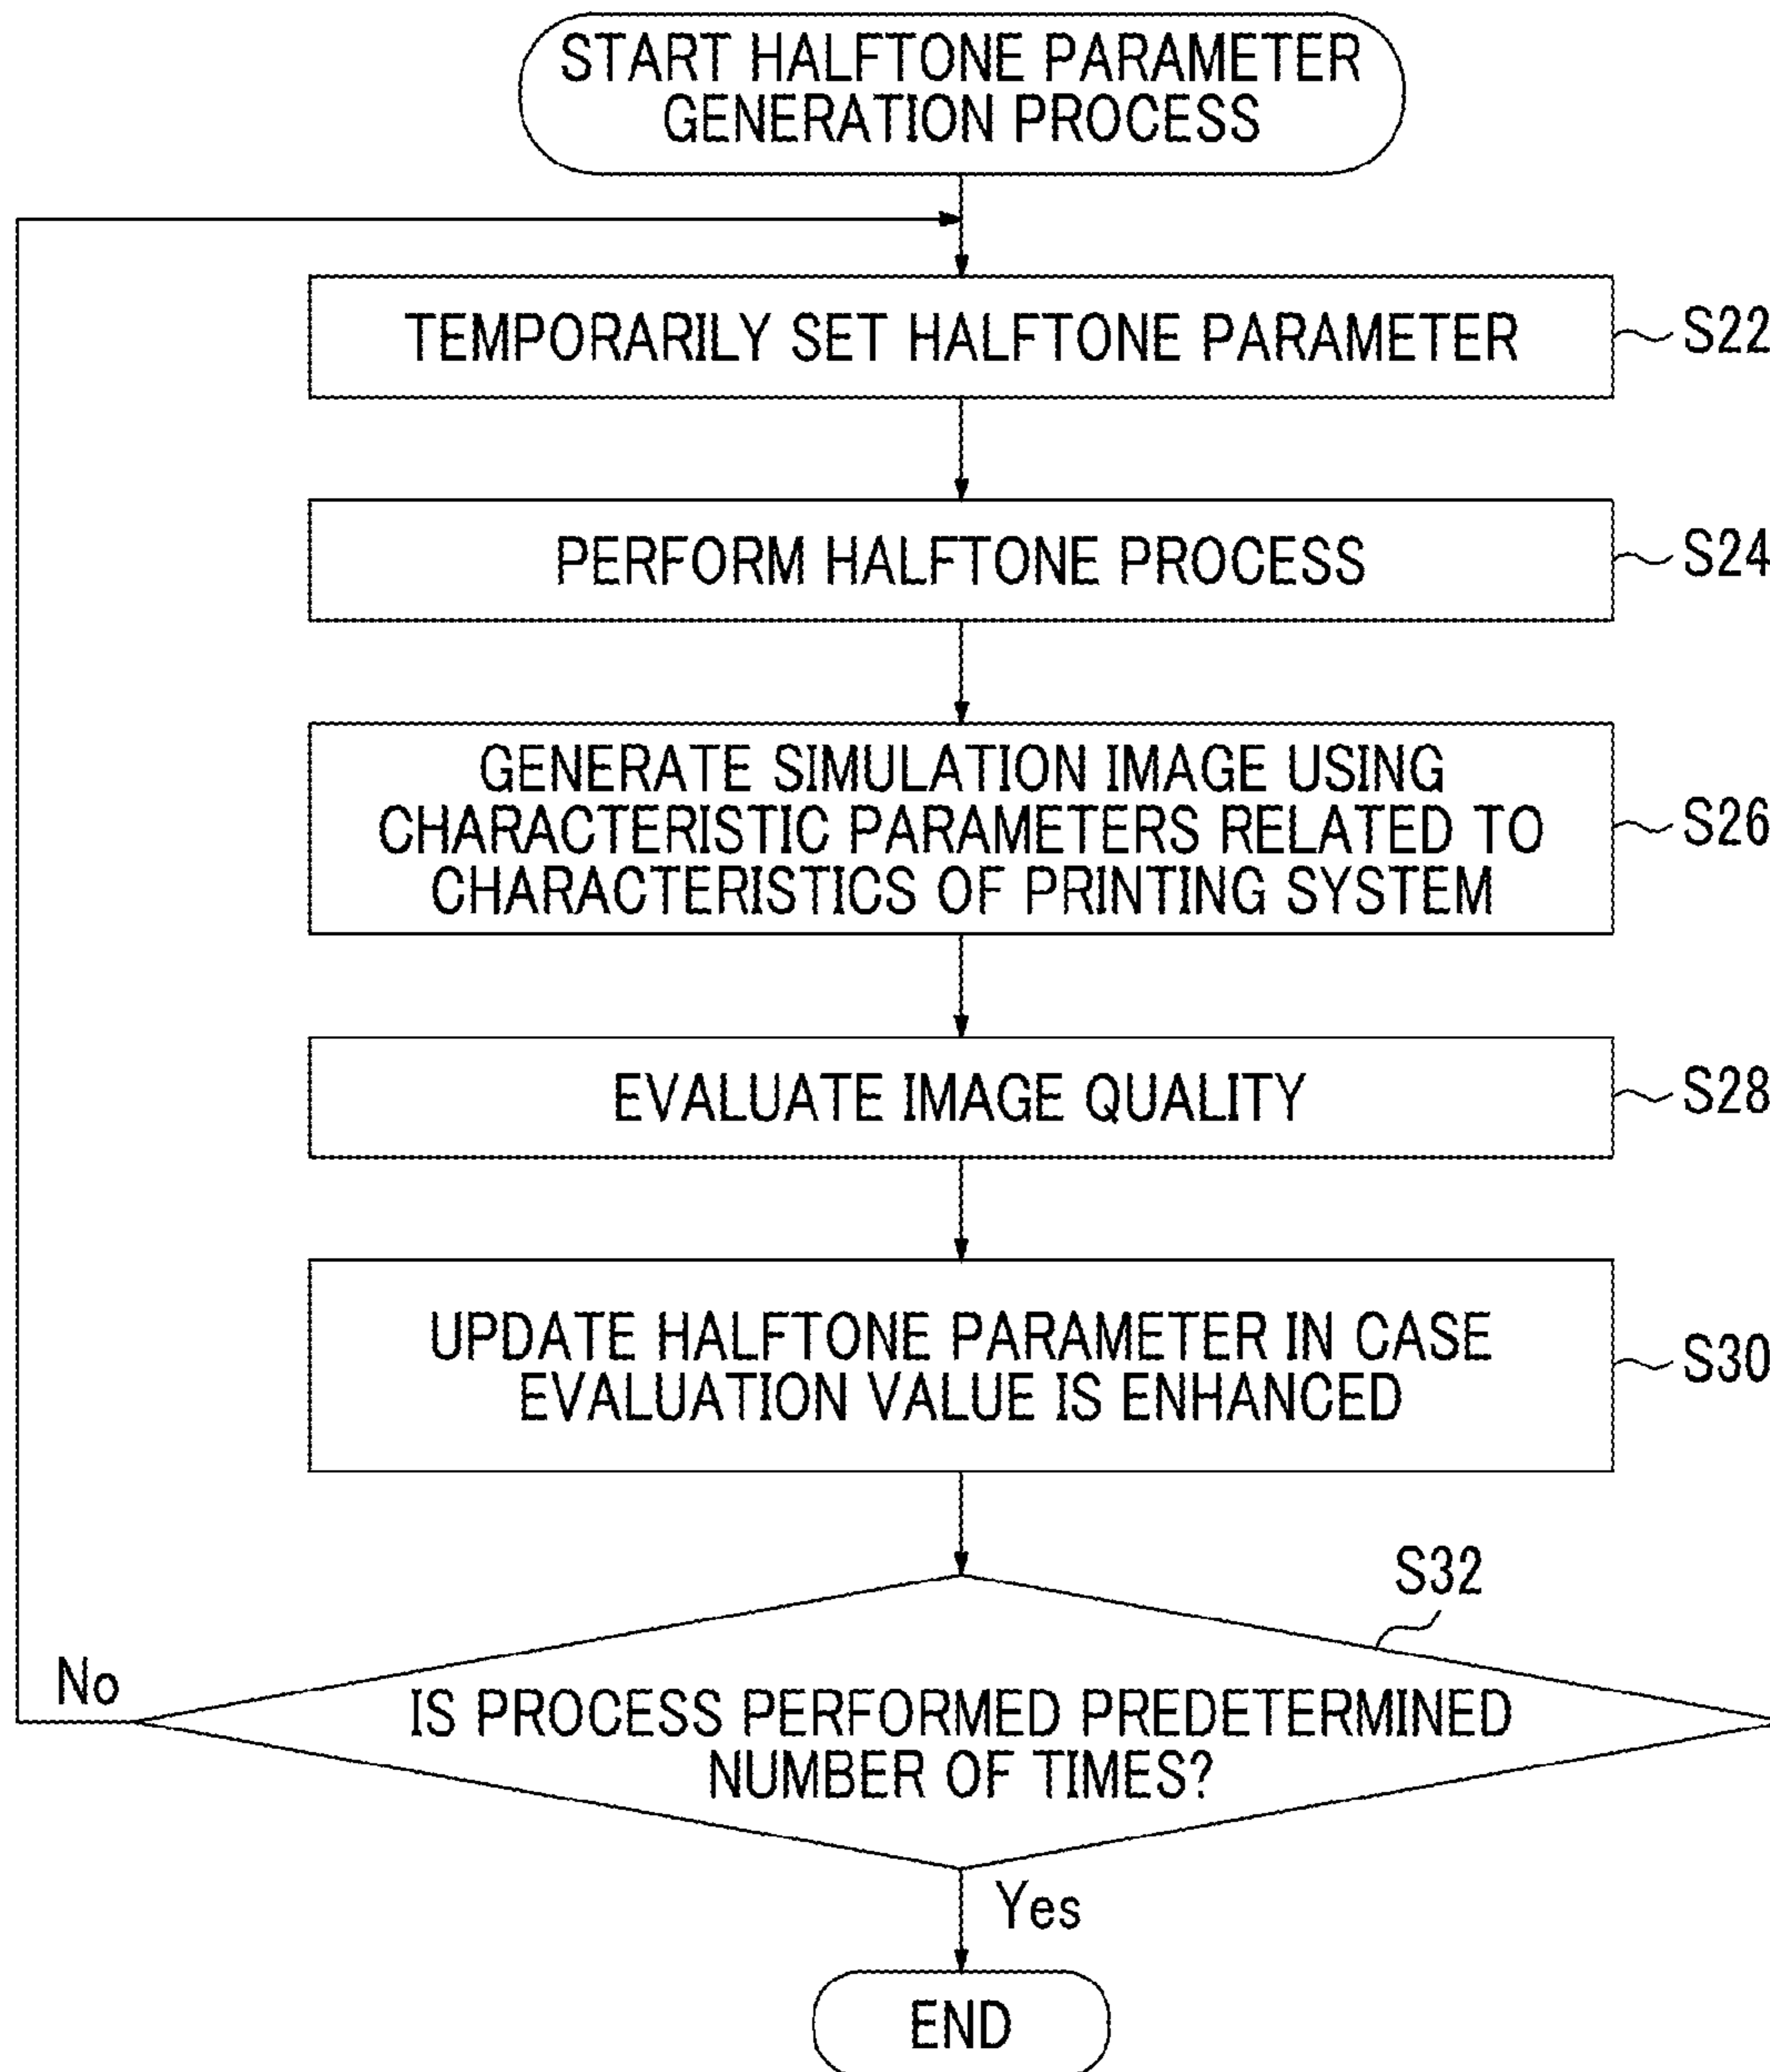 START HALFTONE PARAMETER
GENERATION PROCESS
TEMPORARILY SET HALFTONE PARAMETER
S22
PERFORM HALFTONE PROCESS
S24
GENERATE SIMULATION IMAGE USING
CHARACTERISTIC PARAMETERS RELATED TO
CHARACTERISTICS OF PRINTING SYSTEM
S26
EVALUATE IMAGE QUALITY
S28
UPDATE HALFTONE PARAMETER IN CASE
EVALUATION VALUE IS ENHANCED
S30
S32
No
IS PROCESS PERFORMED PREDETERMINED
NUMBER OF TIMES?
Yes
END